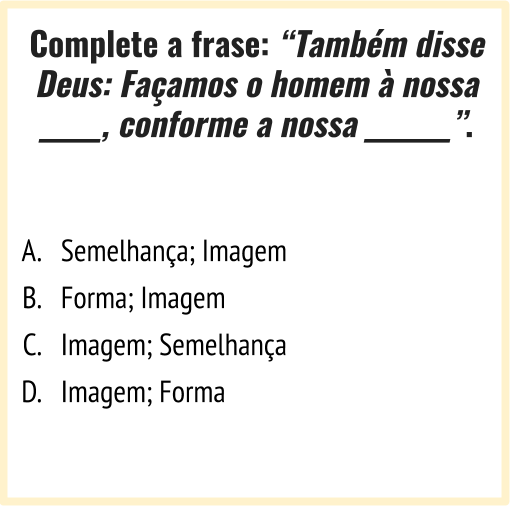 Complete a frase: “Também disse
Deus: Façamos o homem à nossa
____, conforme a nossa ______”.
A. Semelhança; Imagem
B. Forma; Imagem
C. Imagem; Semelhança
D. Imagem; Forma